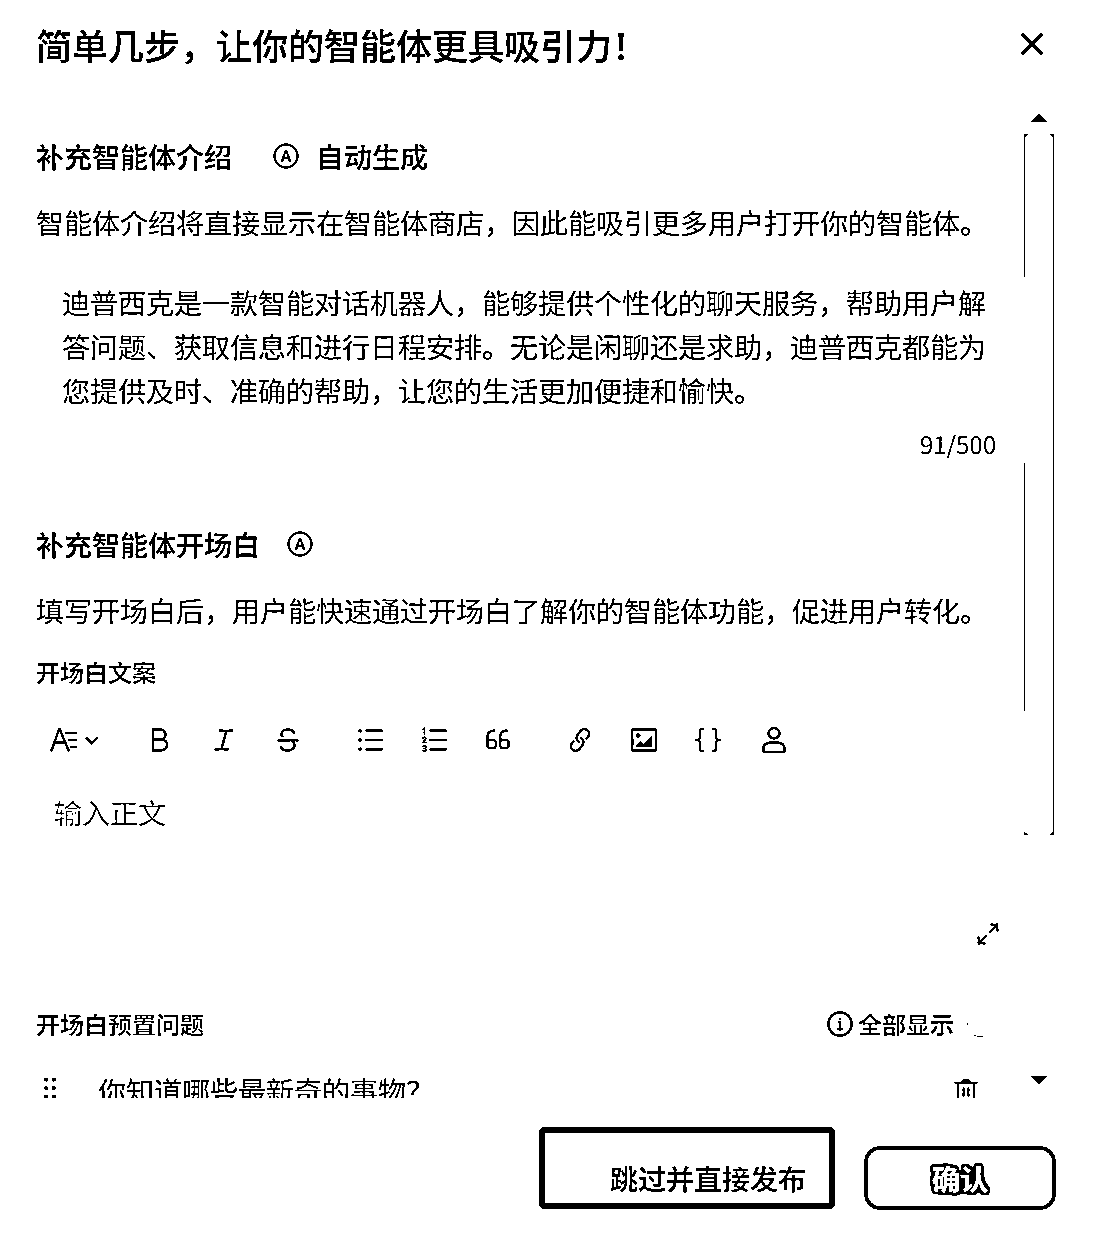 简单几步，让你的智能体更具吸引力！
补充智能体介绍 A 自动生成
智能体介绍将直接显示在智能体商店，因此能吸引更多用户打开你的智能体。
迪普西克是一款智能对话机器人，能够提供个性化的聊天服务，帮助用户解
答问题、获取信息和进行日程安排。无论是闲聊还是求助，迪普西克都能为
您提供及时、准确的帮助，让您的生活更加便捷和愉快。
91/500
补充智能体开场白 A
填写开场白后，用户能快速通过开场白了解你的智能体功能，促进用户转化。
开场白文案
A B I S 66 {}
输入正文
开场白预置问题 全部显示
你知道哪些最新奇的事物?
跳过并直接发布 确认